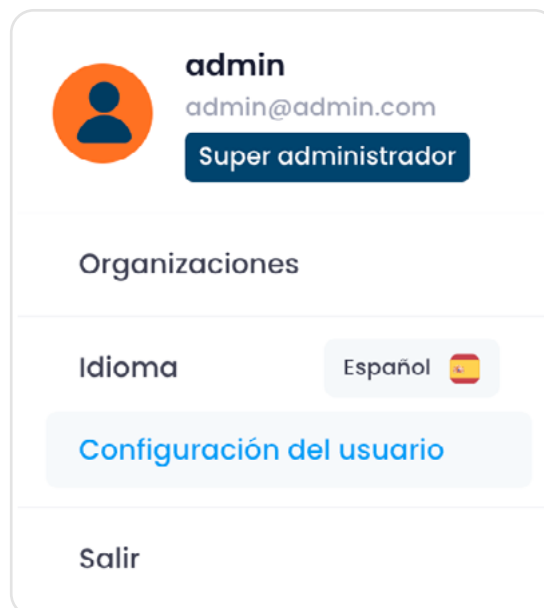 admin
admin@admin.com
Super administrador
Organizaciones
Idioma
Español
Configuración del usuario
Salir